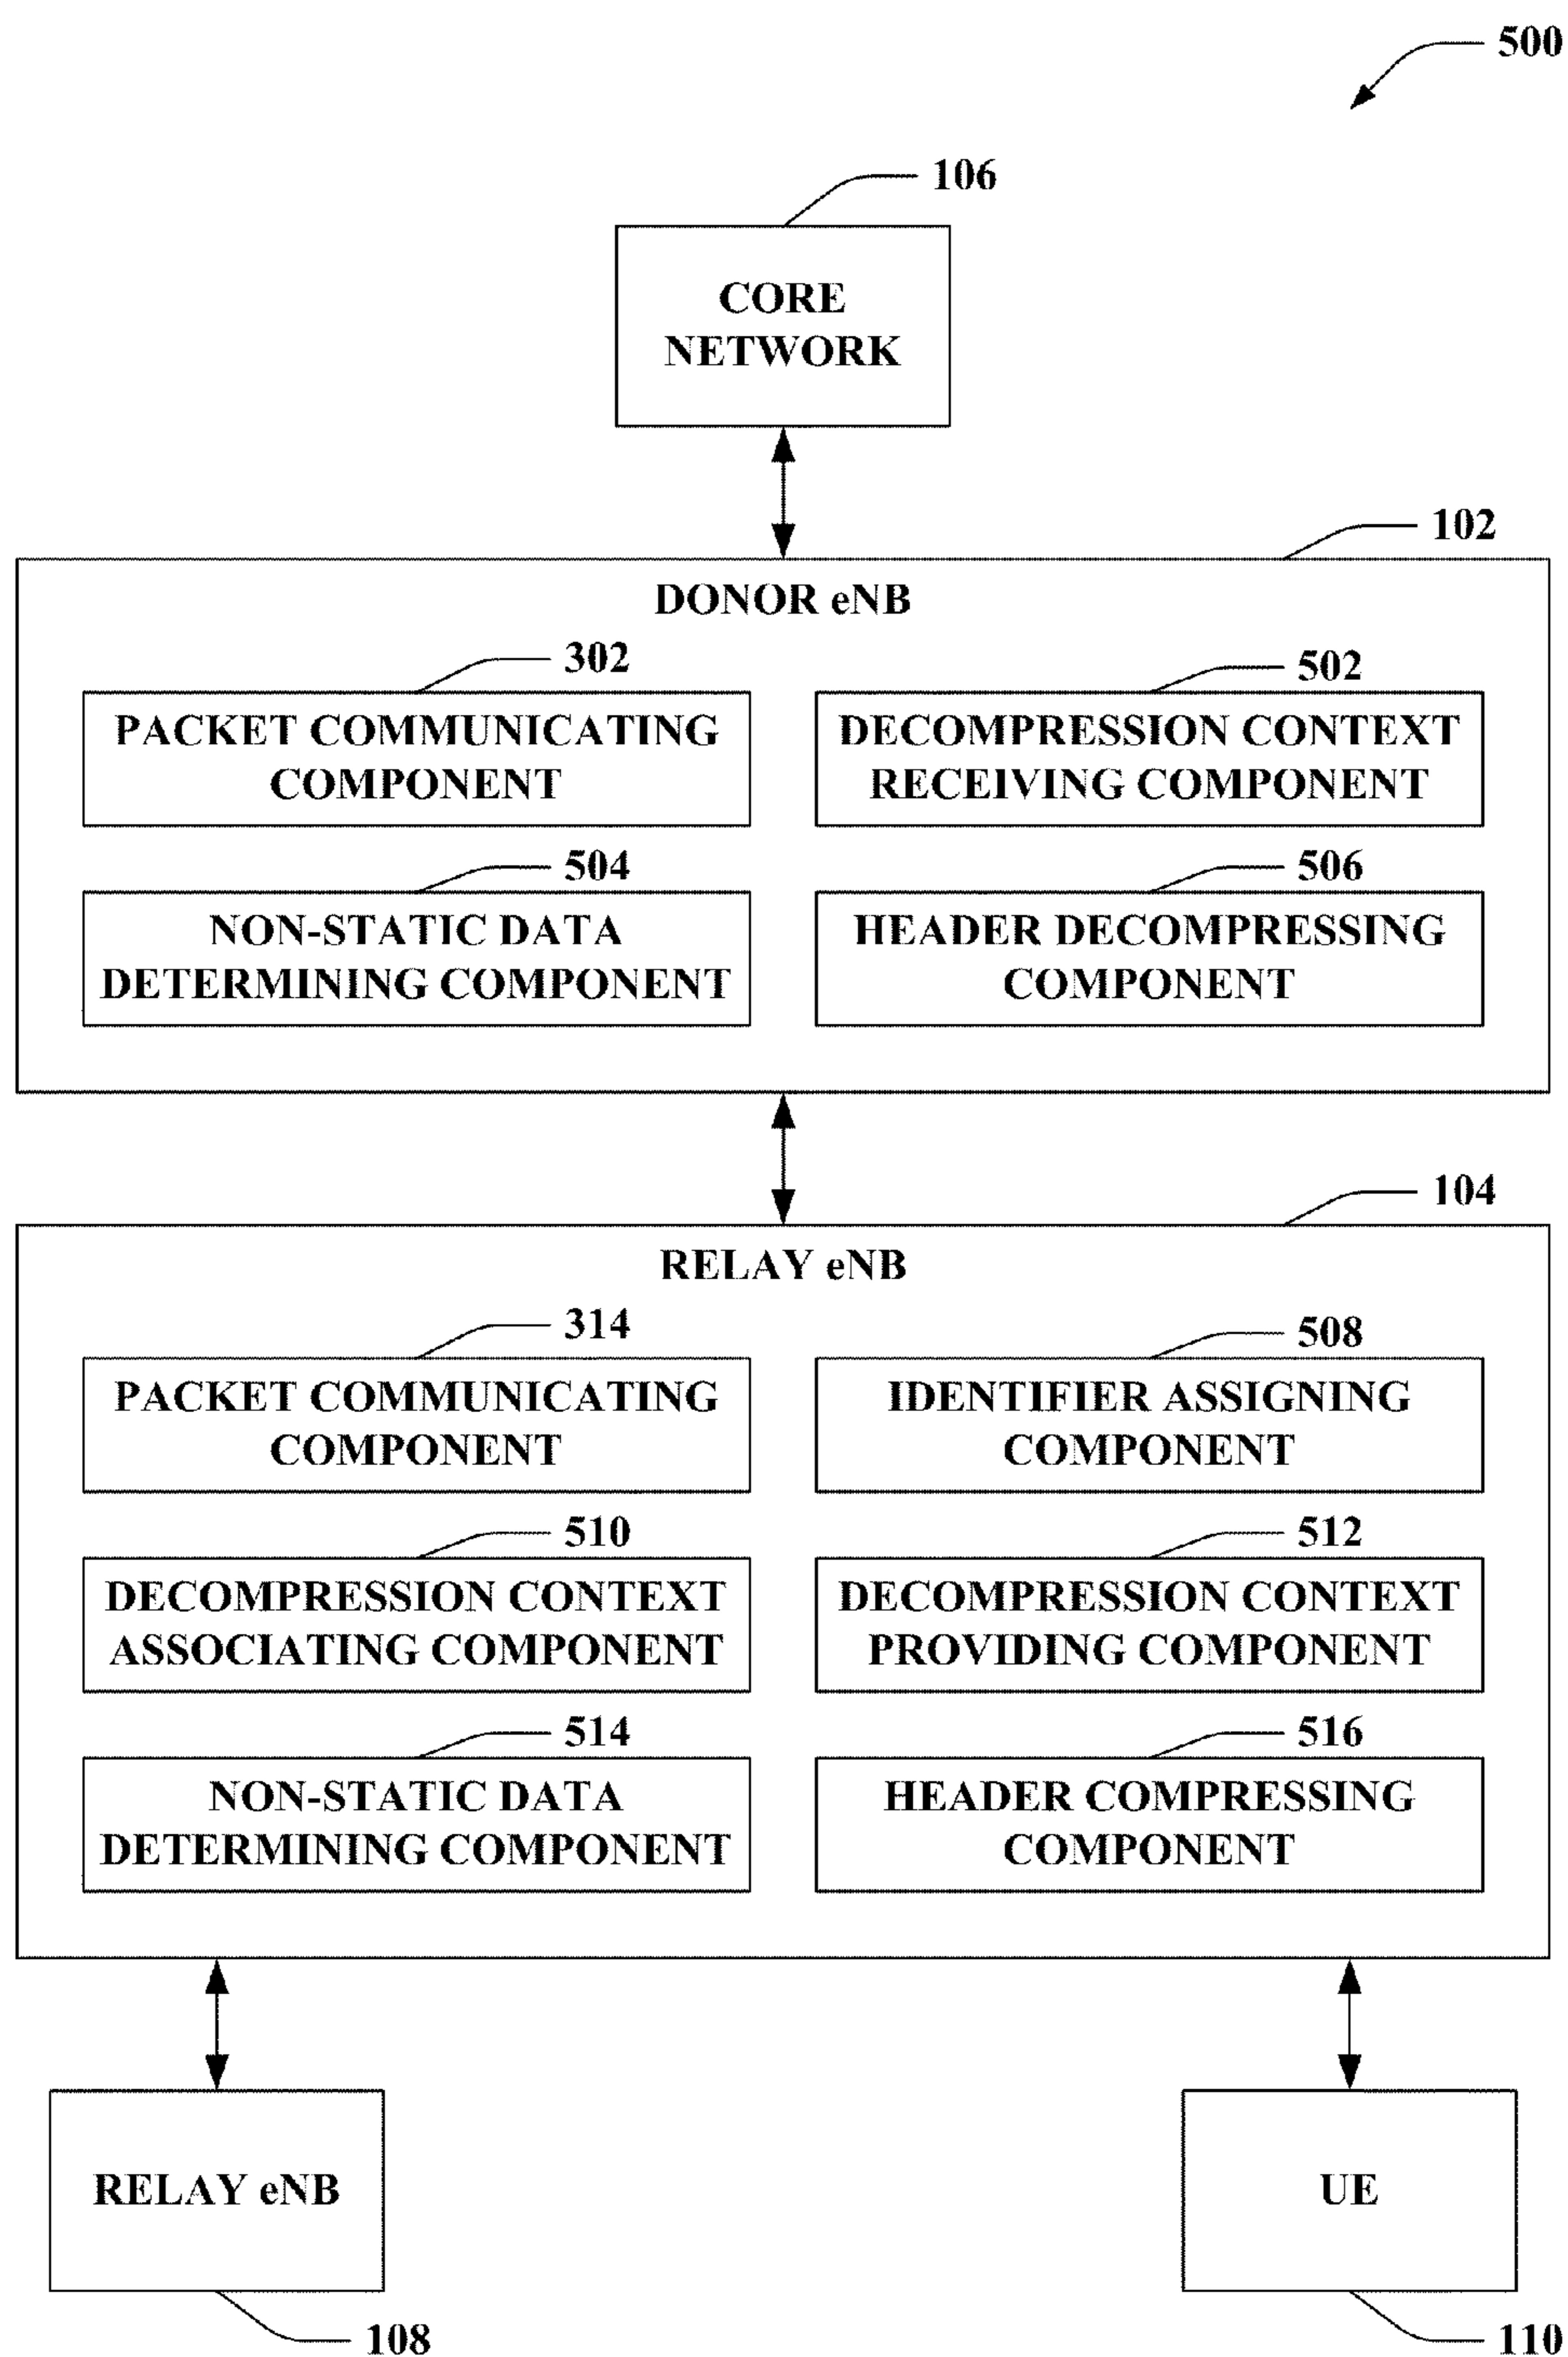 500
106
CORE
NETWORK
102
DONOR eNB
302
502
PACKET COMMUNICATING
COMPONENT
DECOMPRESSION CONTEXT
RECEIVING COMPONENT
504
506
NON-STATIC DATA
DETERMINING COMPONENT
HEADER DECOMPRESSING
COMPONENT
104
RELAY eNB
314
508
PACKET COMMUNICATING
COMPONENT
IDENTIFIER ASSIGNING
COMPONENT
510
512
DECOMPRESSION CONTEXT
ASSOCIATING COMPONENT
DECOMPRESSION CONTEXT
PROVIDING COMPONENT
514
516
NON-STATIC DATA
DETERMINING COMPONENT
HEADER COMPRESSING
COMPONENT
RELAY eNB
UE
108
110